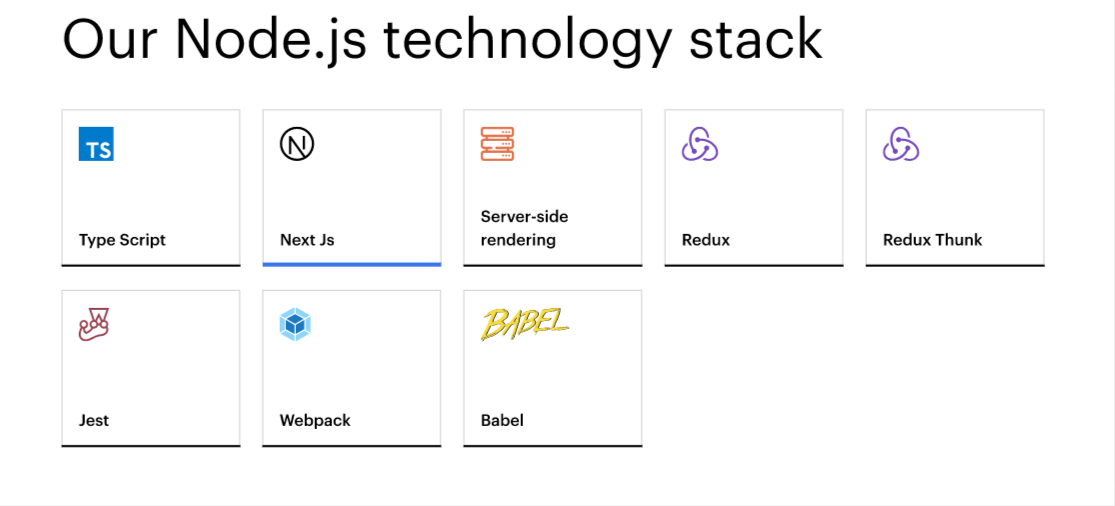 Our Node.js technology stack
TS
Type Script
N
Next Js
Server-side
rendering
Redux
Redux Thunk
Jest
Webpack
BABEL
Babel